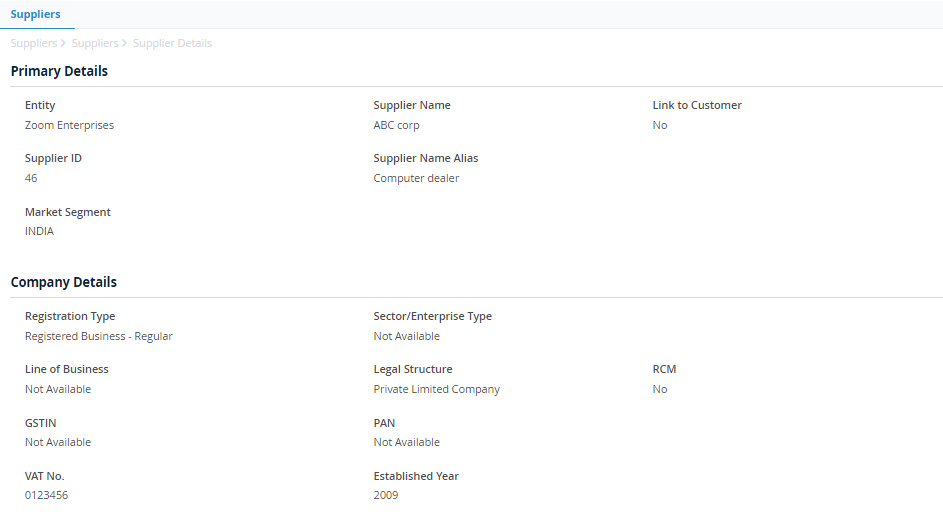 Suppliers
Suppliers > Suppliers > Supplier Details
Primary Details
Entity Supplier Name Link to Customer
Zoom Enterprises ABC corp No
Supplier ID Supplier Name Alias
46 Computer dealer
Market Segment
INDIA
Company Details
Registration Type Sector/Enterprise Type
Registered Business - Regular Not Available
Line of Business Legal Structure RCM
Not Available Private Limited Company No
GSTIN PAN
Not Available Not Available
VAT No. Established Year
0123456 2009